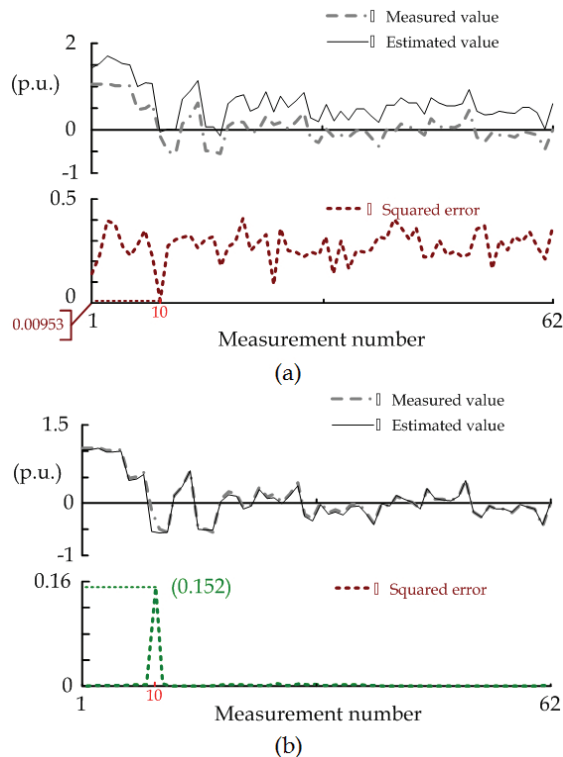 (a)
Measured value
Estimated value
2
(p.u.)
0
-1
0.5
Squared error
0
0.00953
1
10
62
Measurement number
(a)
(b)
Measured value
Estimated value
1.5
(p.u.)
0
-1
0.16
(0.152)
Squared error
0
1
10
62
Measurement number
(b)